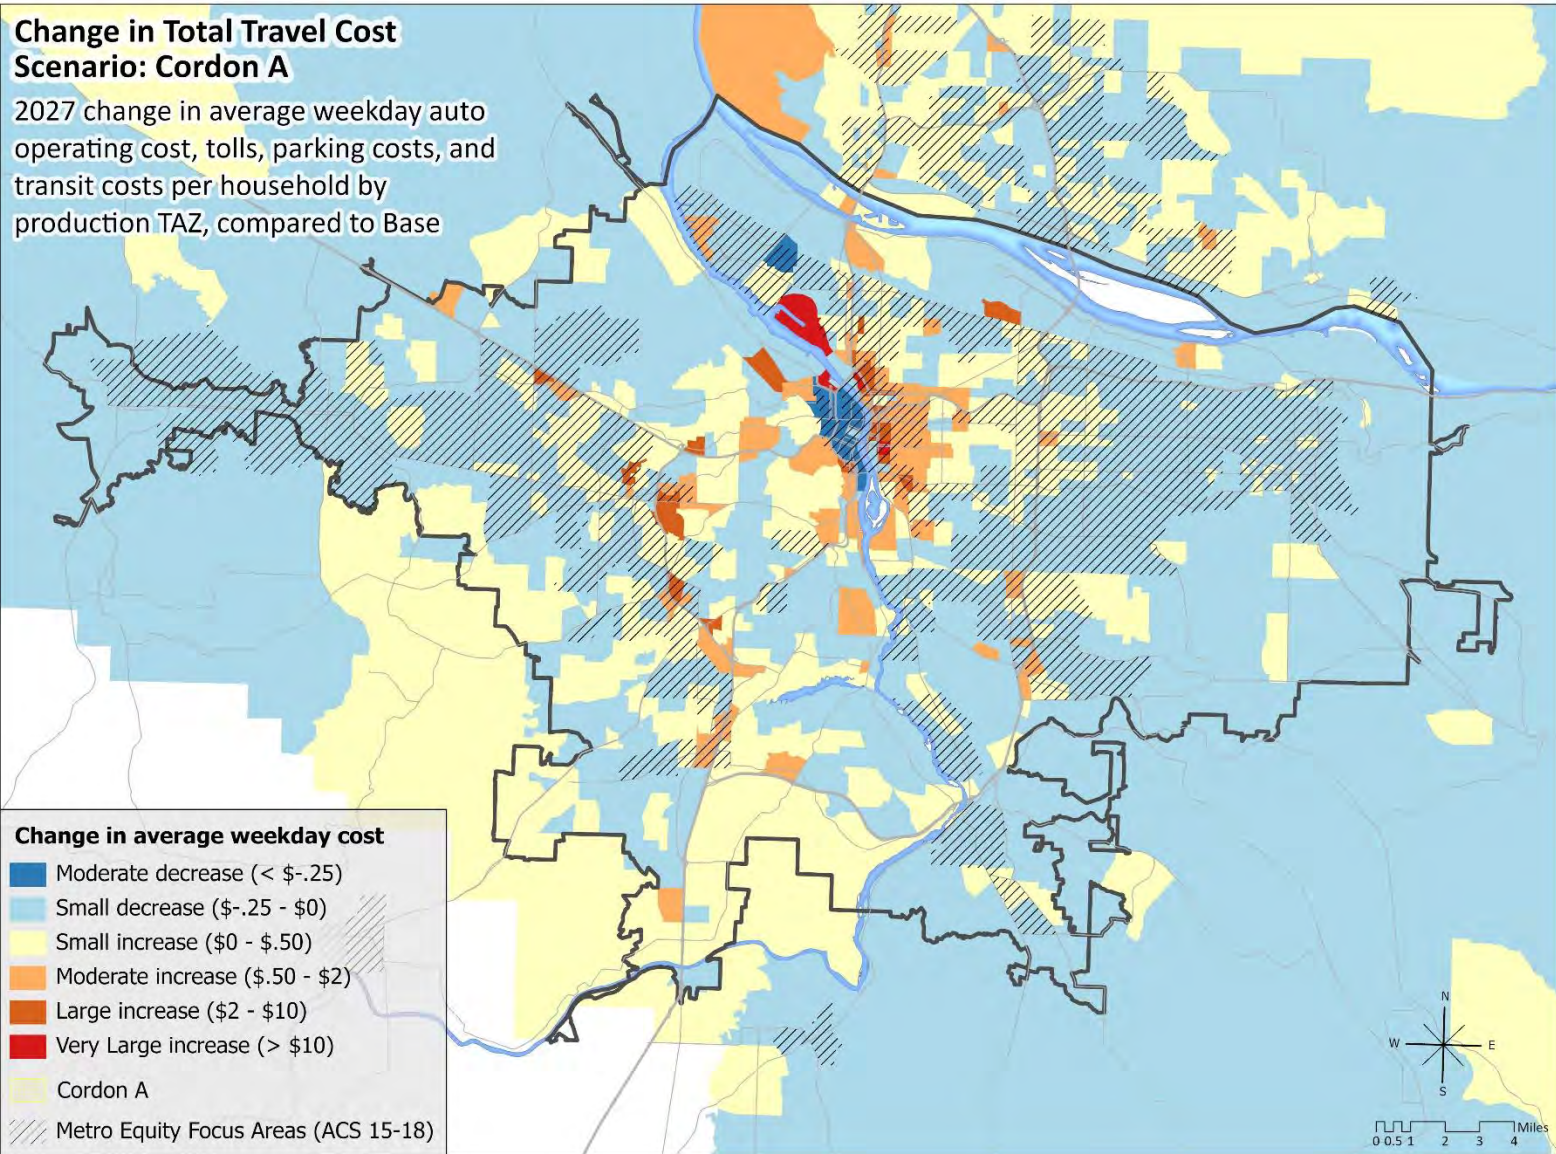 Change in Total Travel Cost
Scenario: Cordon A
2027 change in average weekday auto
operating cost, tolls, parking costs, and
transit costs per household by
production TAZ, compared to Base
Change in average weekday cost
Moderate decrease (< $-.25)
Small decrease ($-.25 - $0)
Small increase ($0 - $.50)
Moderate increase ($.50 - $2)
Large increase ($2 - $10)
Very Large increase (> $10)
Cordon A
Metro Equity Focus Areas (ACS 15-18)
N
W E
S
Miles
0 0.5 1 2 3 4